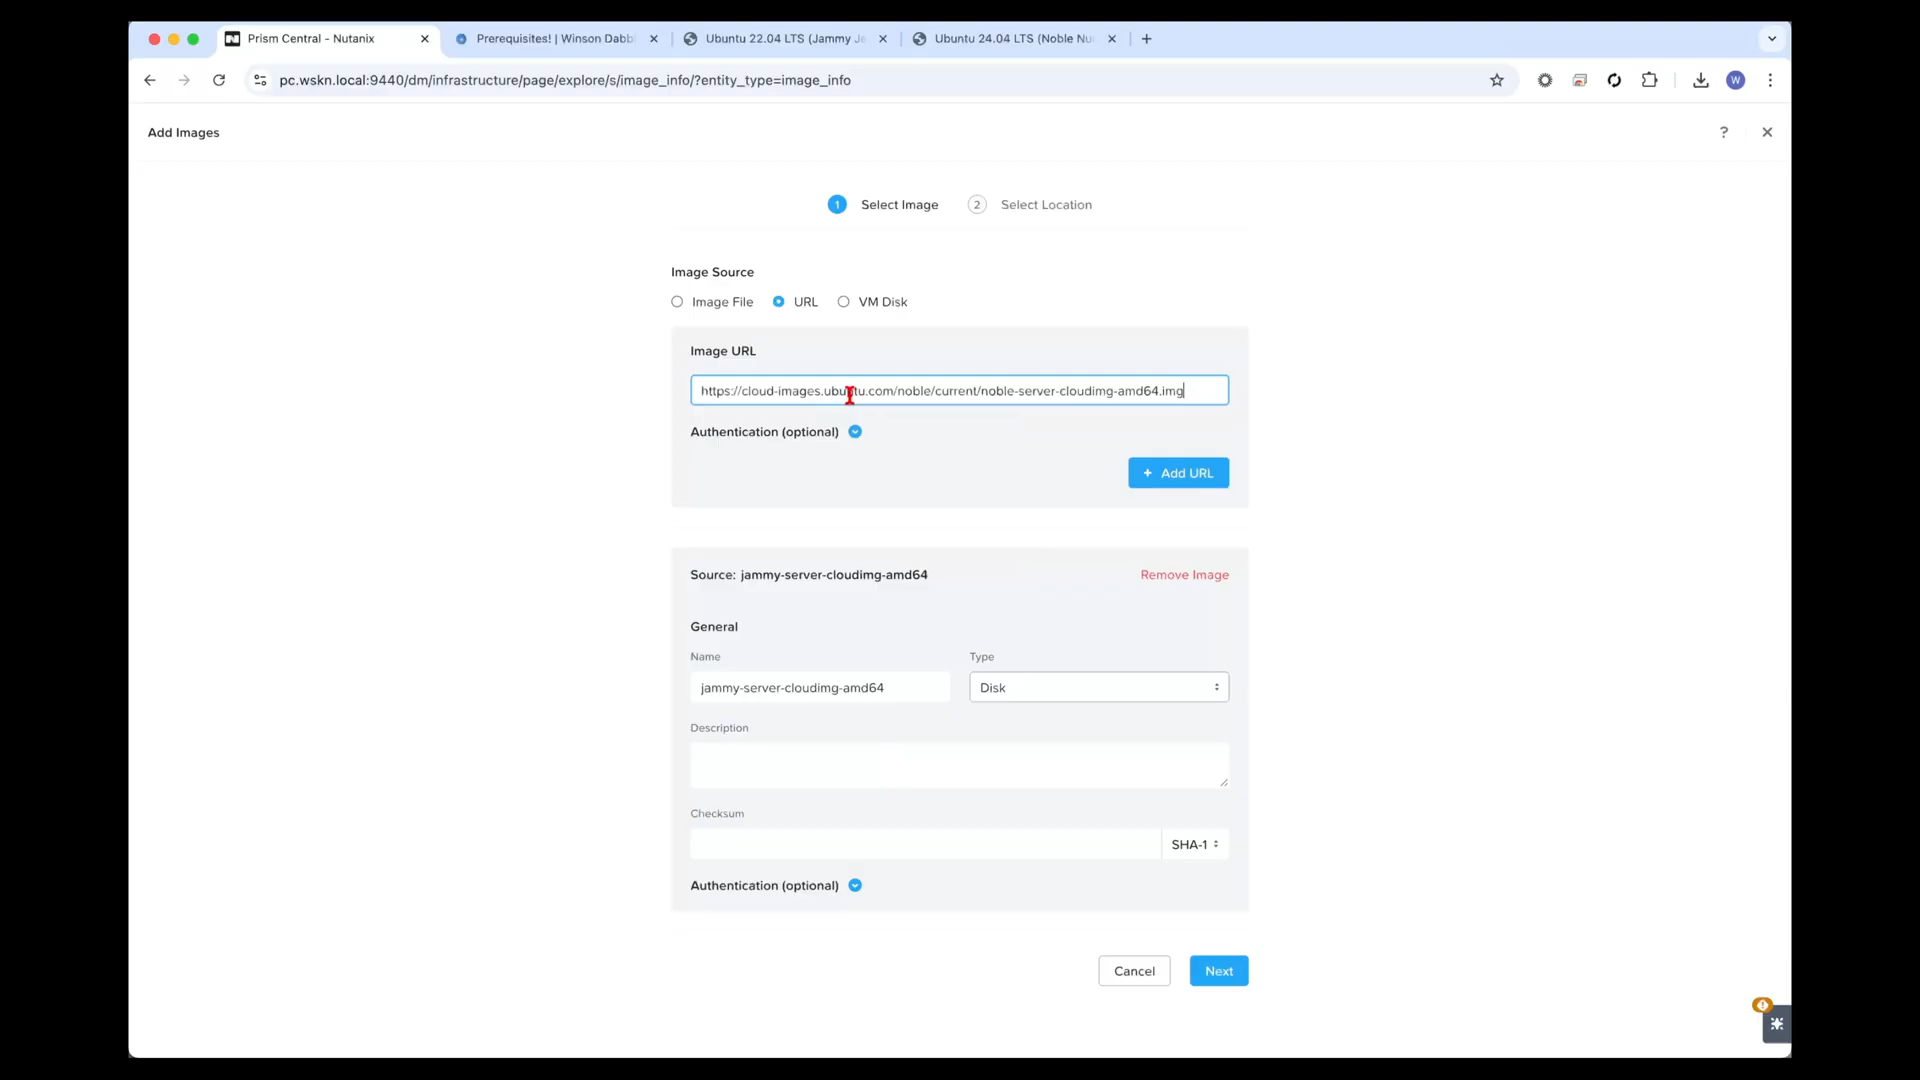 Prism Central - Nutanix
Prerequisites! | Winson Dabbl
Ubuntu 22.04 LTS (Jammy Je
Ubuntu 24.04 LTS (Noble Nu
pc.wskn.local:9440/dm/infrastructure/page/explore/s/image_info/?entity_type=image_info
W
Add Images
?
1 Select Image 2 Select Location
Image Source
Image File URL VM Disk
Image URL
https://cloud-images.ubuntu.com/noble/current/noble-server-cloudimg-amd64.img
Authentication (optional)
+ Add URL
Source: jammy-server-cloudimg-amd64 Remove Image
General
Name Type
jammy-server-cloudimg-amd64 Disk
Description
Checksum
SHA-1
Authentication (optional)
Cancel Next